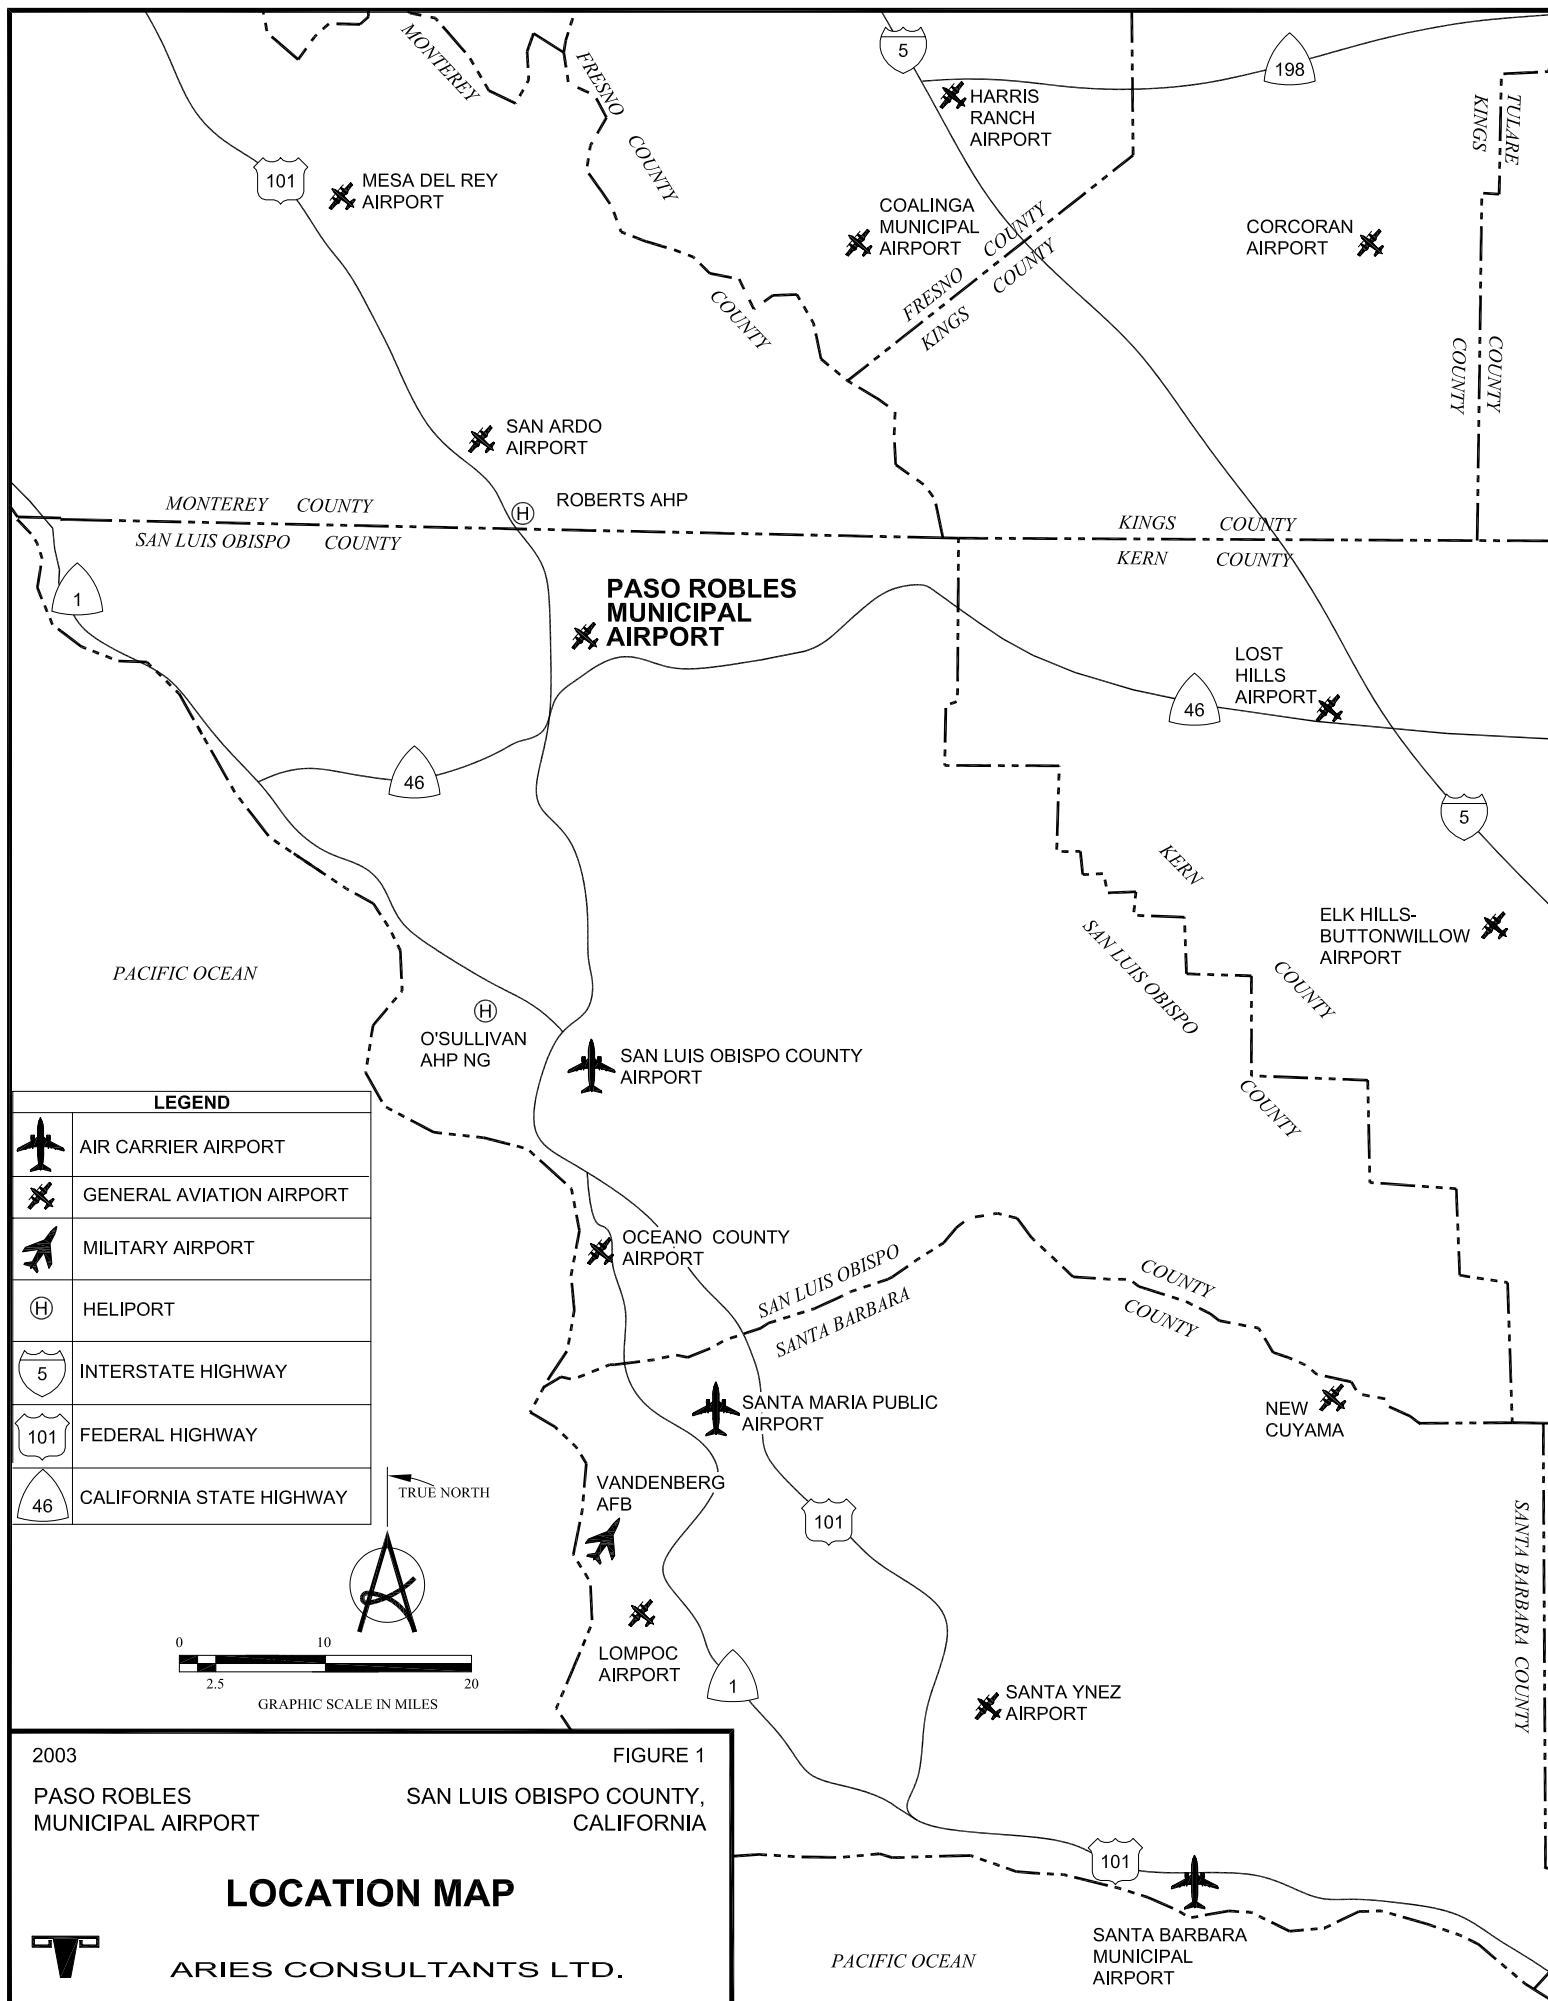 MONTEREY
FRESNO
COUNTY
COUNTY
5
198
HARRIS
RANCH
AIRPORT
KINGS
TULARE
COUNTY
COUNTY
101
MESA DEL REY
AIRPORT
COALINGA
MUNICIPAL
AIRPORT
FRESNO COUNTY
KINGS COUNTY
CORCORAN
AIRPORT
SAN ARDO
AIRPORT
H
ROBERTS AHP
MONTEREY COUNTY
SAN LUIS OBISPO COUNTY
KINGS COUNTY
KERN COUNTY
1
PASO ROBLES
MUNICIPAL
AIRPORT
LOST
HILLS
AIRPORT
46
46
5
KERN
COUNTY
SAN LUIS OBISPO
COUNTY
ELK HILLS-
BUTTONWILLOW
AIRPORT
PACIFIC OCEAN
H
O'SULLIVAN
AHP NG
SAN LUIS OBISPO COUNTY
AIRPORT
LEGEND
AIR CARRIER AIRPORT
GENERAL AVIATION AIRPORT
MILITARY AIRPORT
H HELIPORT
5 INTERSTATE HIGHWAY
101 FEDERAL HIGHWAY
46 CALIFORNIA STATE HIGHWAY
OCEANO COUNTY
AIRPORT
SAN LUIS OBISPO COUNTY
SANTA BARBARA COUNTY
SANTA MARIA PUBLIC
AIRPORT
NEW
CUYAMA
TRUE NORTH
VANDENBERG
AFB
101
SANTA BARBARA COUNTY
LOMPOC
AIRPORT
1
SANTA YNEZ
AIRPORT
0 10
2.5 20
GRAPHIC SCALE IN MILES
2003 FIGURE 1
PASO ROBLES
MUNICIPAL AIRPORT
SAN LUIS OBISPO COUNTY,
CALIFORNIA
LOCATION MAP
ARIES CONSULTANTS LTD.
101
SANTA BARBARA
MUNICIPAL
AIRPORT
PACIFIC OCEAN